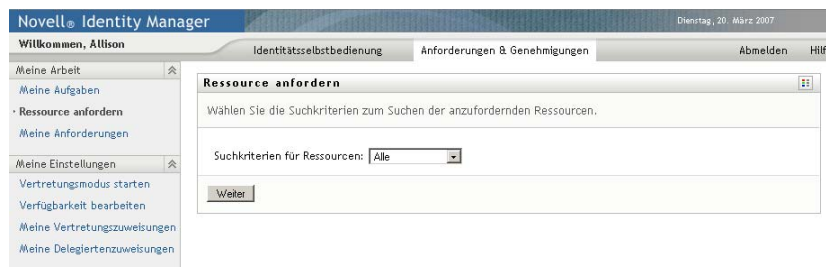 Novell® Identity Manager
Dienstag, 20. März 2007
Willkommen, Allison
Identitätsselbstbedienung
Anforderungen & Genehmigungen
Abmelden
Hilf
Meine Arbeit
Meine Aufgaben
Ressource anfordern
Meine Anforderungen
Meine Einstellungen
Vertretungsmodus starten
Verfügbarkeit bearbeiten
Meine Vertretungszuweisungen
Meine Delegiertenzuweisungen
Ressource anfordern
Wählen Sie die Suchkriterien zum Suchen der anzufordernden Ressourcen.
Suchkriterien für Ressourcen: Alle
Weiter